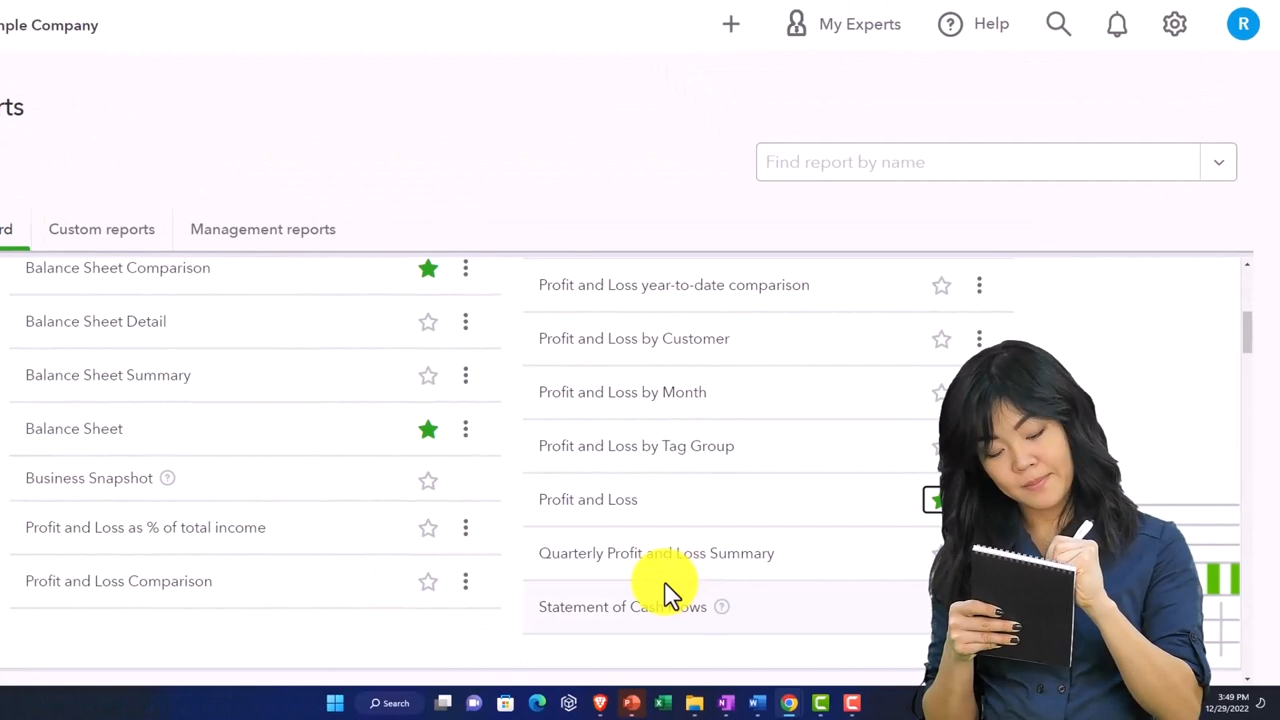 mple Company
My Experts
Help
R
rts
Find report by name
rd
Custom reports
Management reports
Balance Sheet Comparison
Balance Sheet Detail
Balance Sheet Summary
Balance Sheet
Business Snapshot
Profit and Loss as % of total income
Profit and Loss Comparison
Profit and Loss year-to-date comparison
Profit and Loss by Customer
Profit and Loss by Month
Profit and Loss by Tag Group
Profit and Loss
Quarterly Profit and Loss Summary
Statement of Cash Flows
Search
3:49 PM
12/29/2022